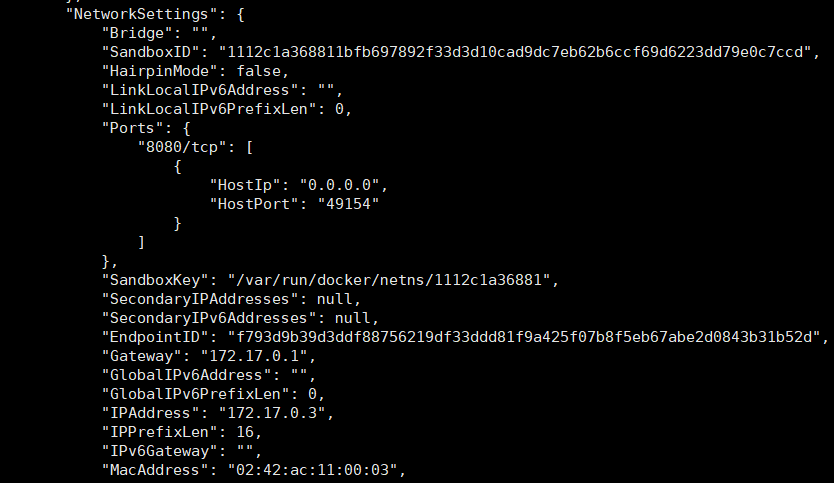 "NetworkSettings": {
"Bridge": "",
"SandboxID": "1112c1a368811bfb697892f33d3d10cad9dc7eb62b6ccf69d6223dd79e0c7ccd",
"HairpinMode": false,
"LinkLocalIPv6Address": "",
"LinkLocalIPv6PrefixLen": 0,
"Ports": {
"8080/tcp": [
{
"HostIp": "0.0.0.0",
"HostPort": "49154"
}
]
},
"SandboxKey": "/var/run/docker/netns/1112c1a36881",
"SecondaryIPAddresses": null,
"SecondaryIPv6Addresses": null,
"EndpointID": "f793d9b39d3ddf88756219df33ddd81f9a425f07b8f5eb67abe2d0843b31b52d",
"Gateway": "172.17.0.1",
"GlobalIPv6Address": "",
"GlobalIPv6PrefixLen": 0,
"IPAddress": "172.17.0.3",
"IPPrefixLen": 16,
"IPv6Gateway": "",
"MacAddress": "02:42:ac:11:00:03",